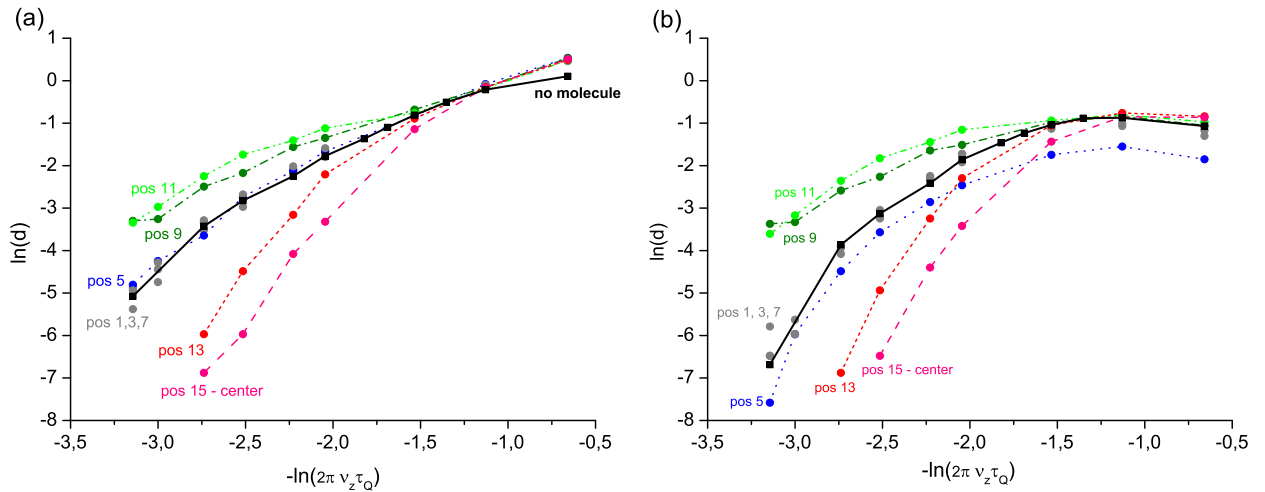 (a)
1
0
-1
-2
-3
-4
-5
-6
-7
-8
ln(d)
no molecule
pos 11
pos 9
pos 5
pos 1,3,7
pos 13
pos 15 - center
-3,5
-3,0
-2,5
-2,0
-1,5
-1,0
-0,5
-ln(2π ν_z τ_Q)
(b)
1
0
-1
-2
-3
-4
-5
-6
-7
-8
ln(d)
pos 11
pos 9
pos 1, 3, 7
pos 5
pos 13
pos 15 - center
-3,5
-3,0
-2,5
-2,0
-1,5
-1,0
-0,5
-ln(2π ν_z τ_Q)